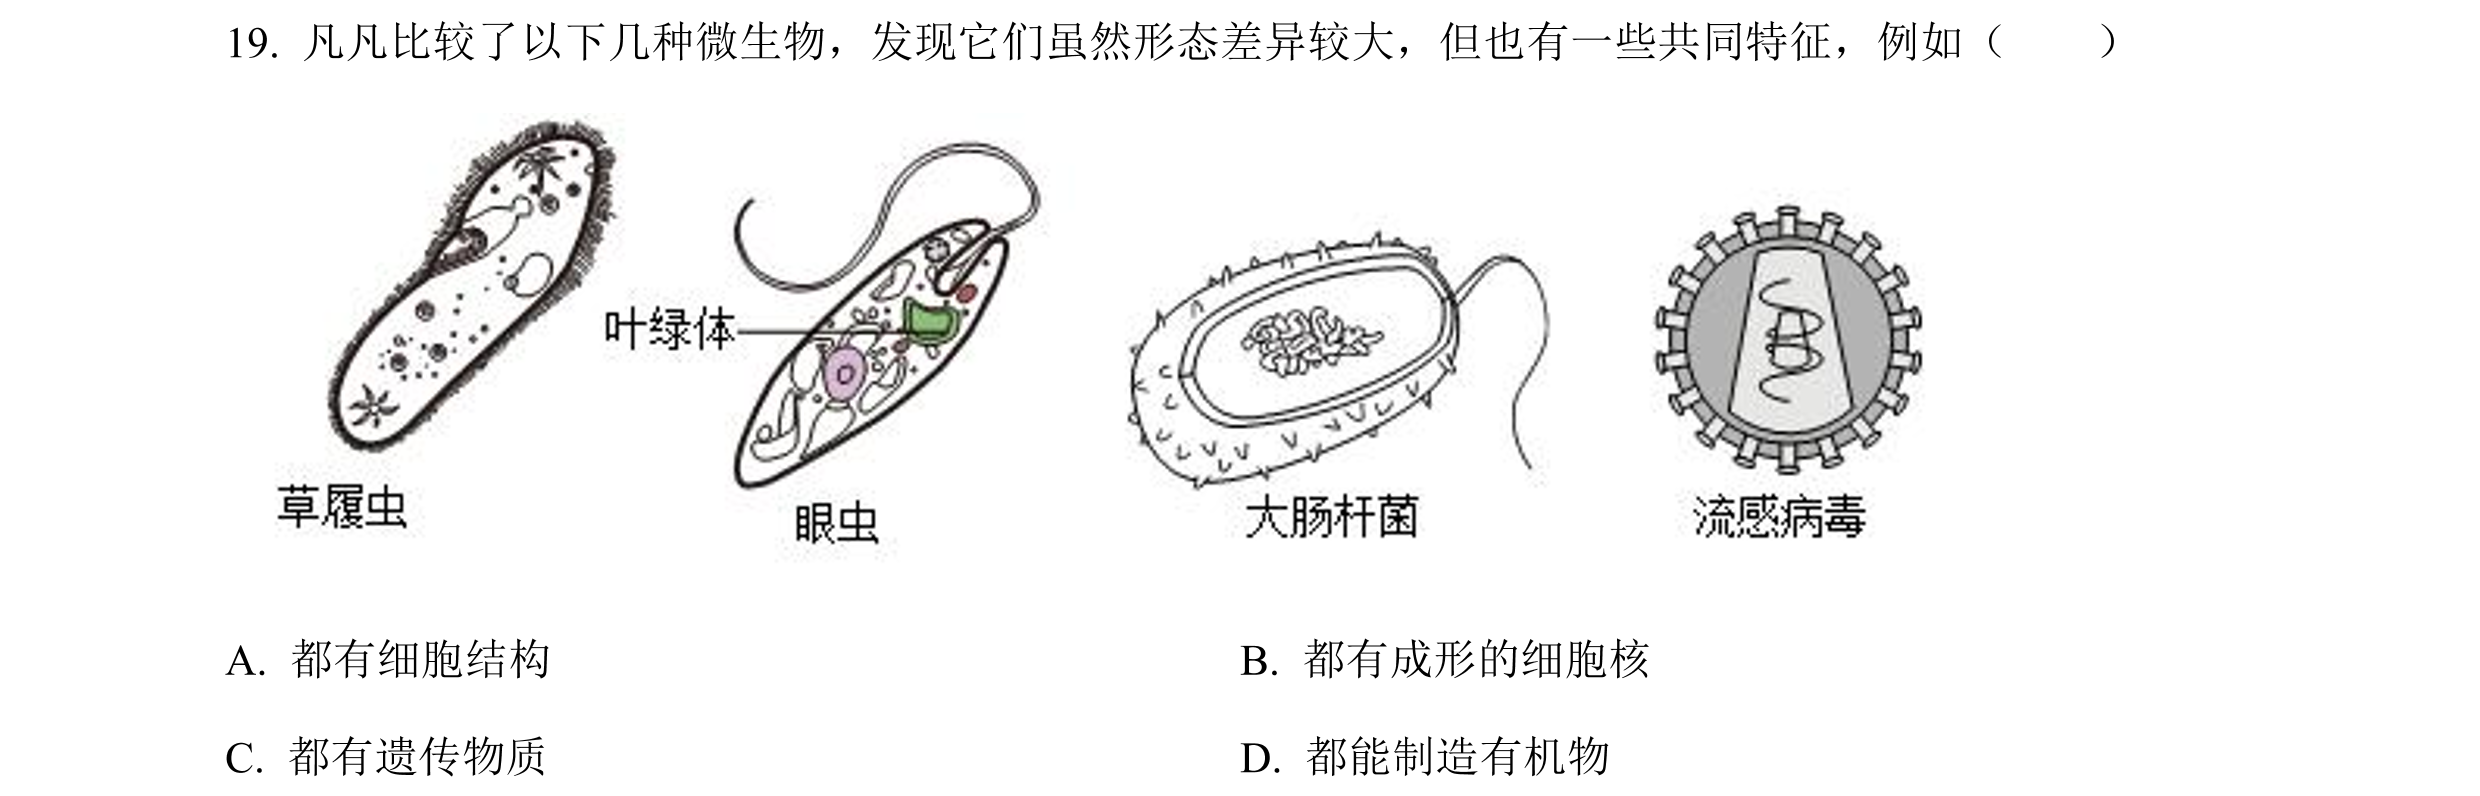 19. 凡凡比较了以下几种微生物，发现它们虽然形态差异较大，但也有一些共同特征，例如（　　）
叶绿体
草履虫
眼虫
大肠杆菌
流感病毒
A. 都有细胞结构
B. 都有成形的细胞核
C. 都有遗传物质
D. 都能制造有机物